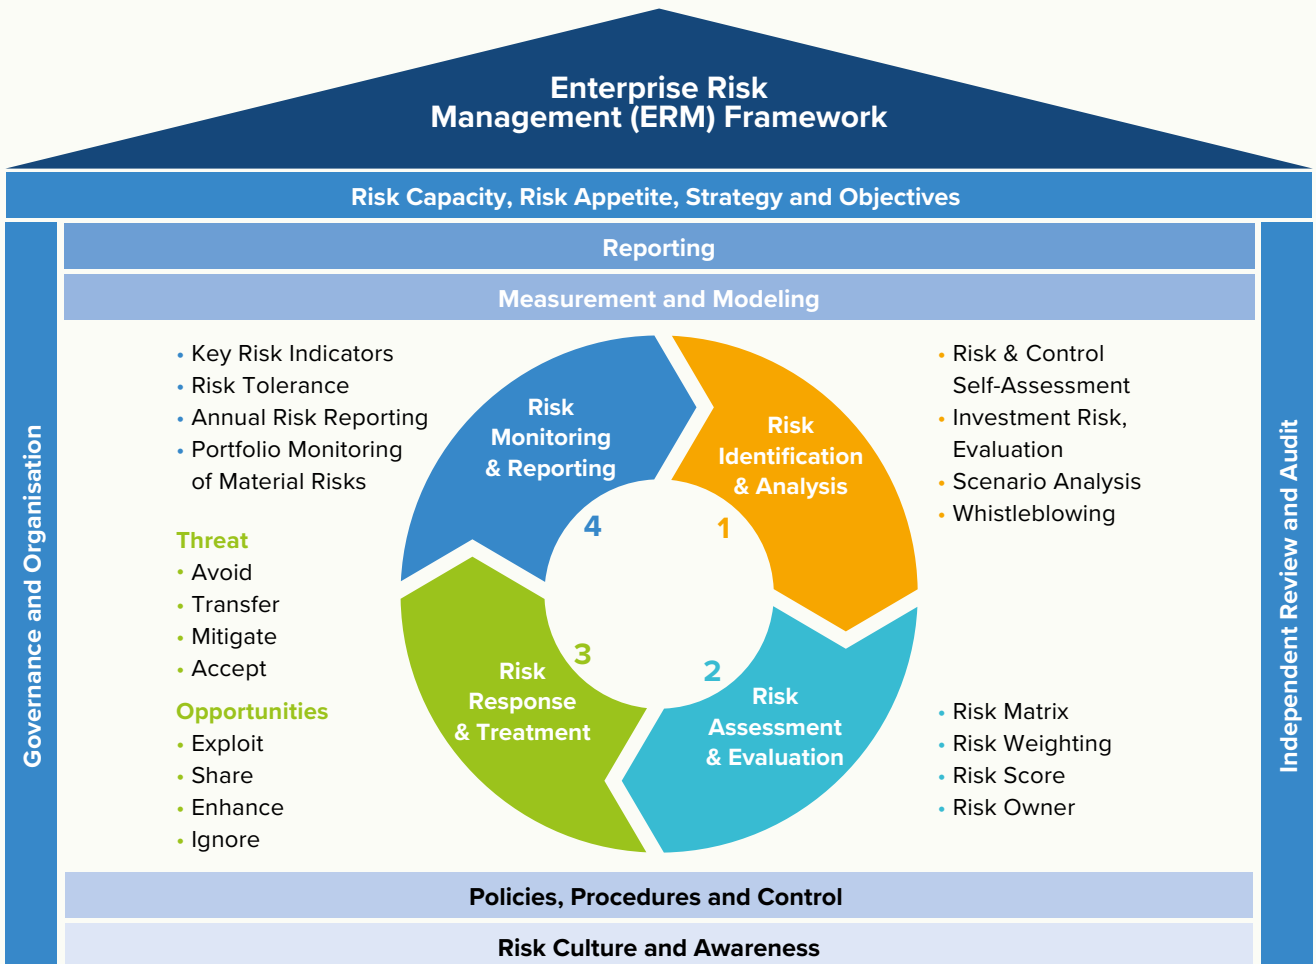 Enterprise Risk
Management (ERM) Framework
Risk Capacity, Risk Appetite, Strategy and Objectives
Governance and Organisation
Reporting
Measurement and Modeling
• Key Risk Indicators
• Risk Tolerance
• Annual Risk Reporting
• Portfolio Monitoring
of Material Risks
Risk
Monitoring
& Reporting
4
Risk
Identification
& Analysis
1
• Risk & Control
Self-Assessment
• Investment Risk,
Evaluation
• Scenario Analysis
• Whistleblowing
Threat
• Avoid
• Transfer
• Mitigate
• Accept
Opportunities
• Exploit
• Share
• Enhance
• Ignore
3
Risk
Response
& Treatment
2
Risk
Assessment
& Evaluation
• Risk Matrix
• Risk Weighting
• Risk Score
• Risk Owner
Independent Review and Audit
Policies, Procedures and Control
Risk Culture and Awareness